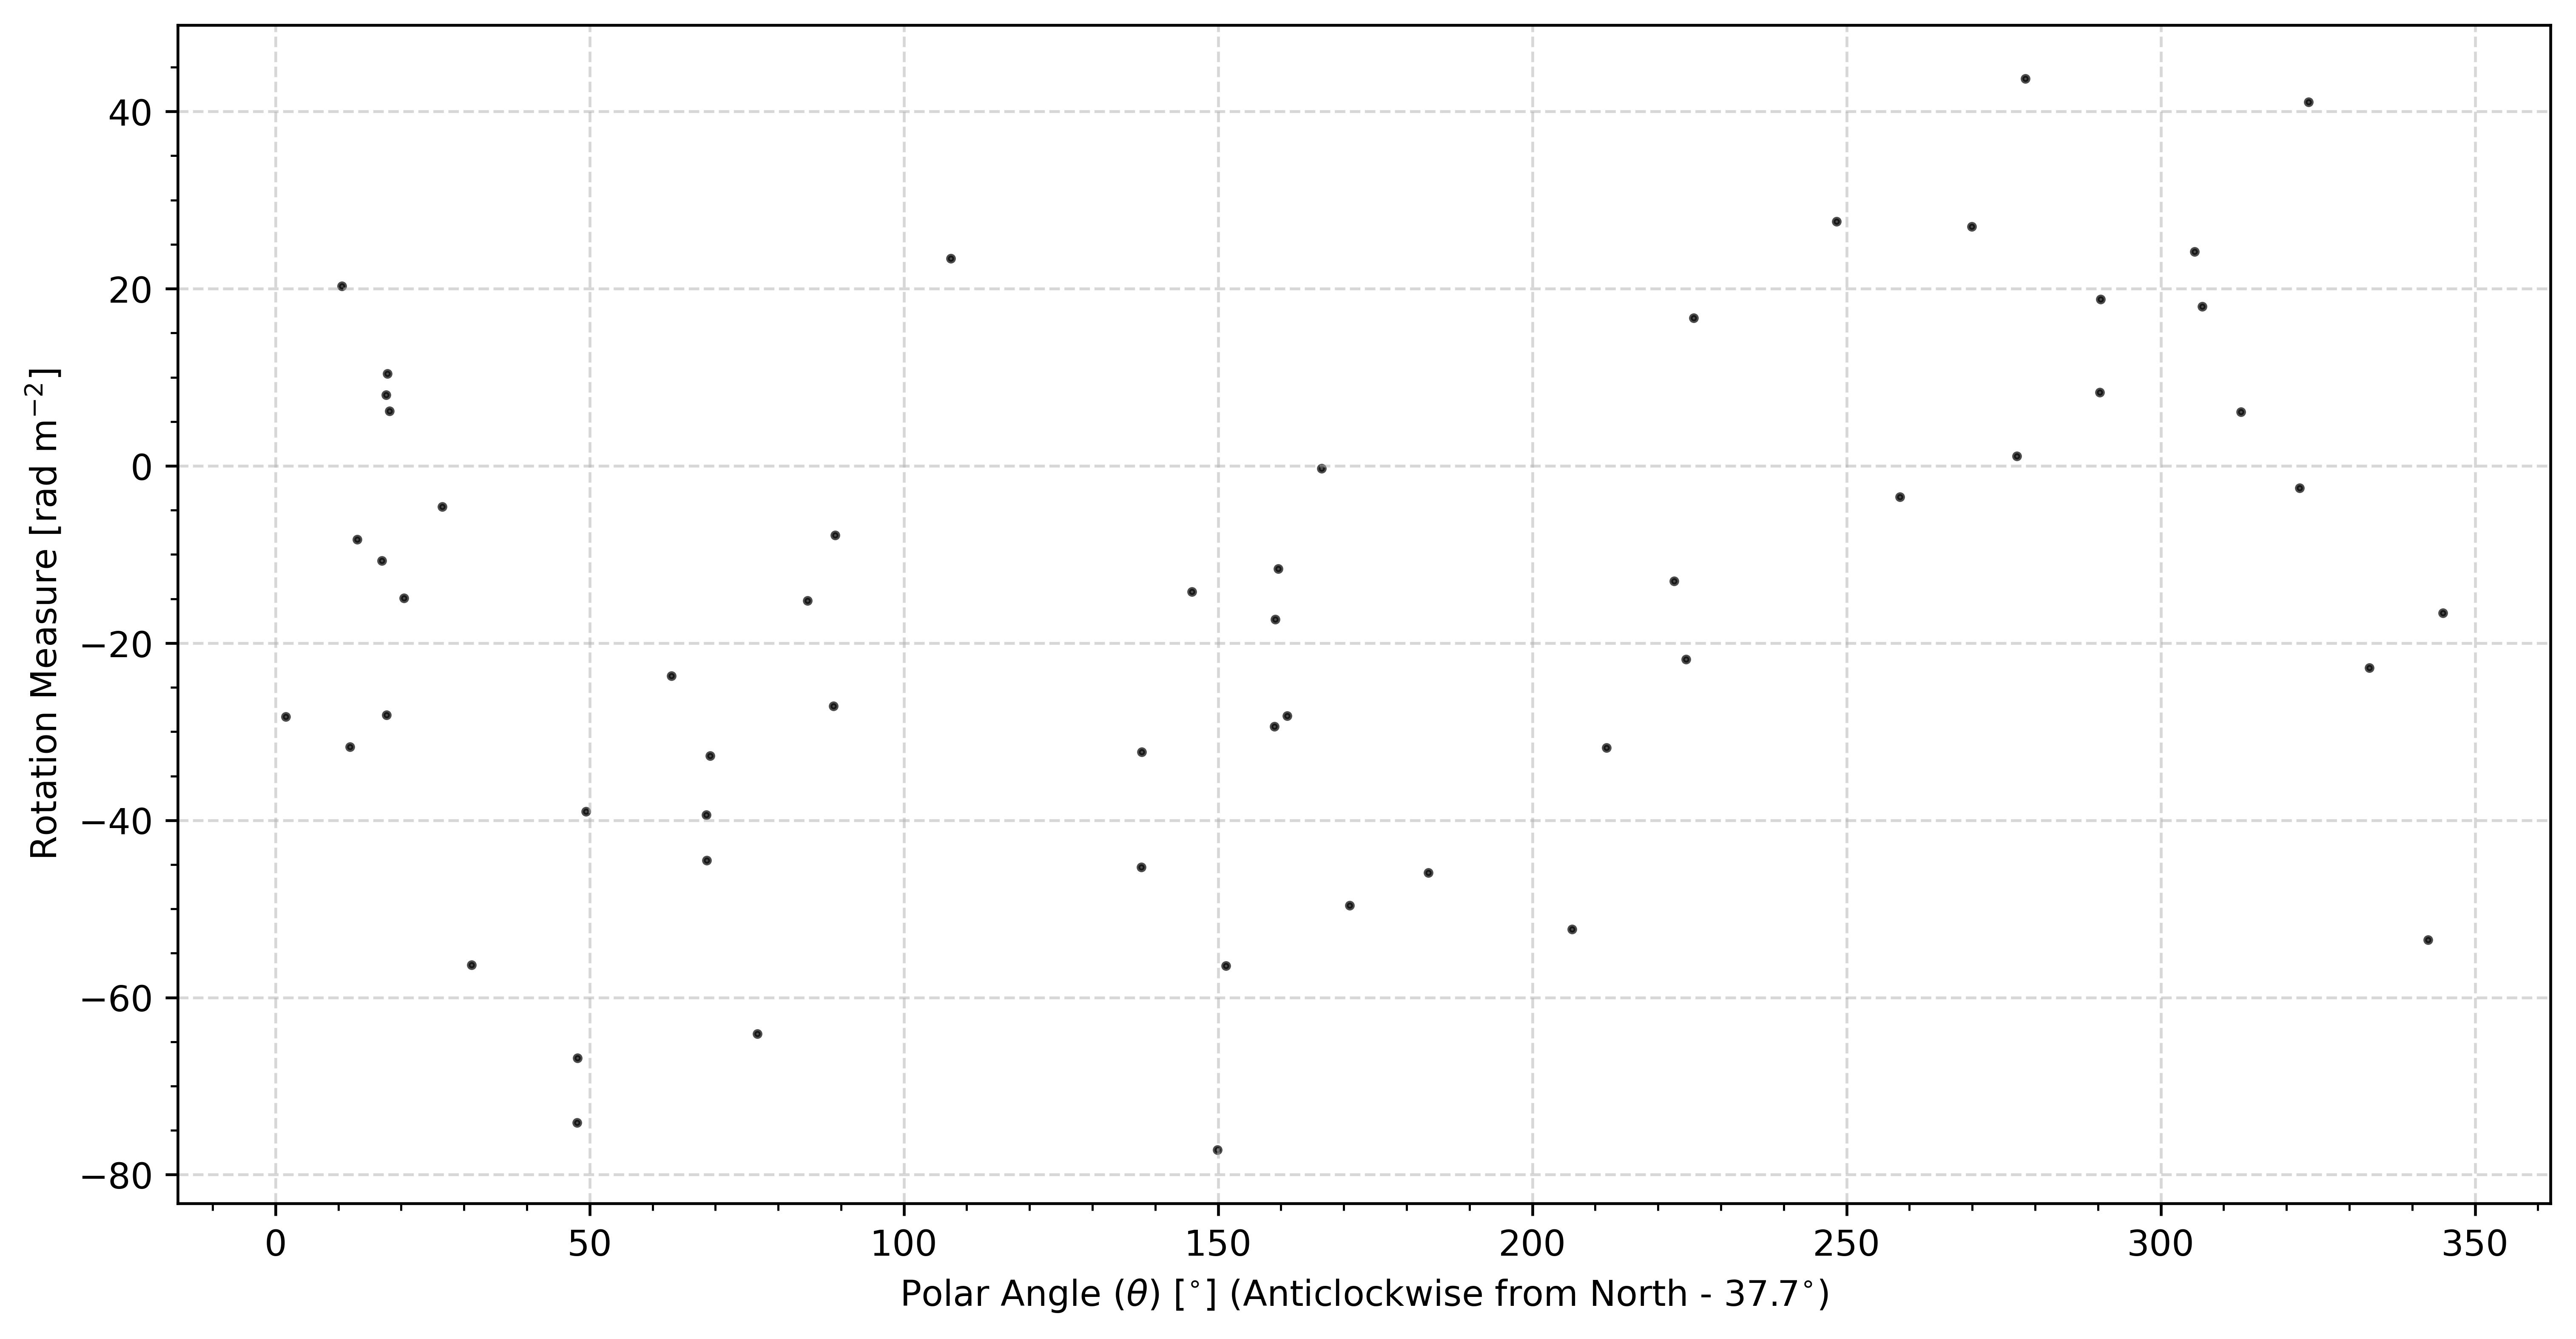 40
20
0
−20
−40
−60
−80
Rotation Measure [rad m⁻²]
0 50 100 150 200 250 300 350
Polar Angle (θ) [°] (Anticlockwise from North - 37.7°)